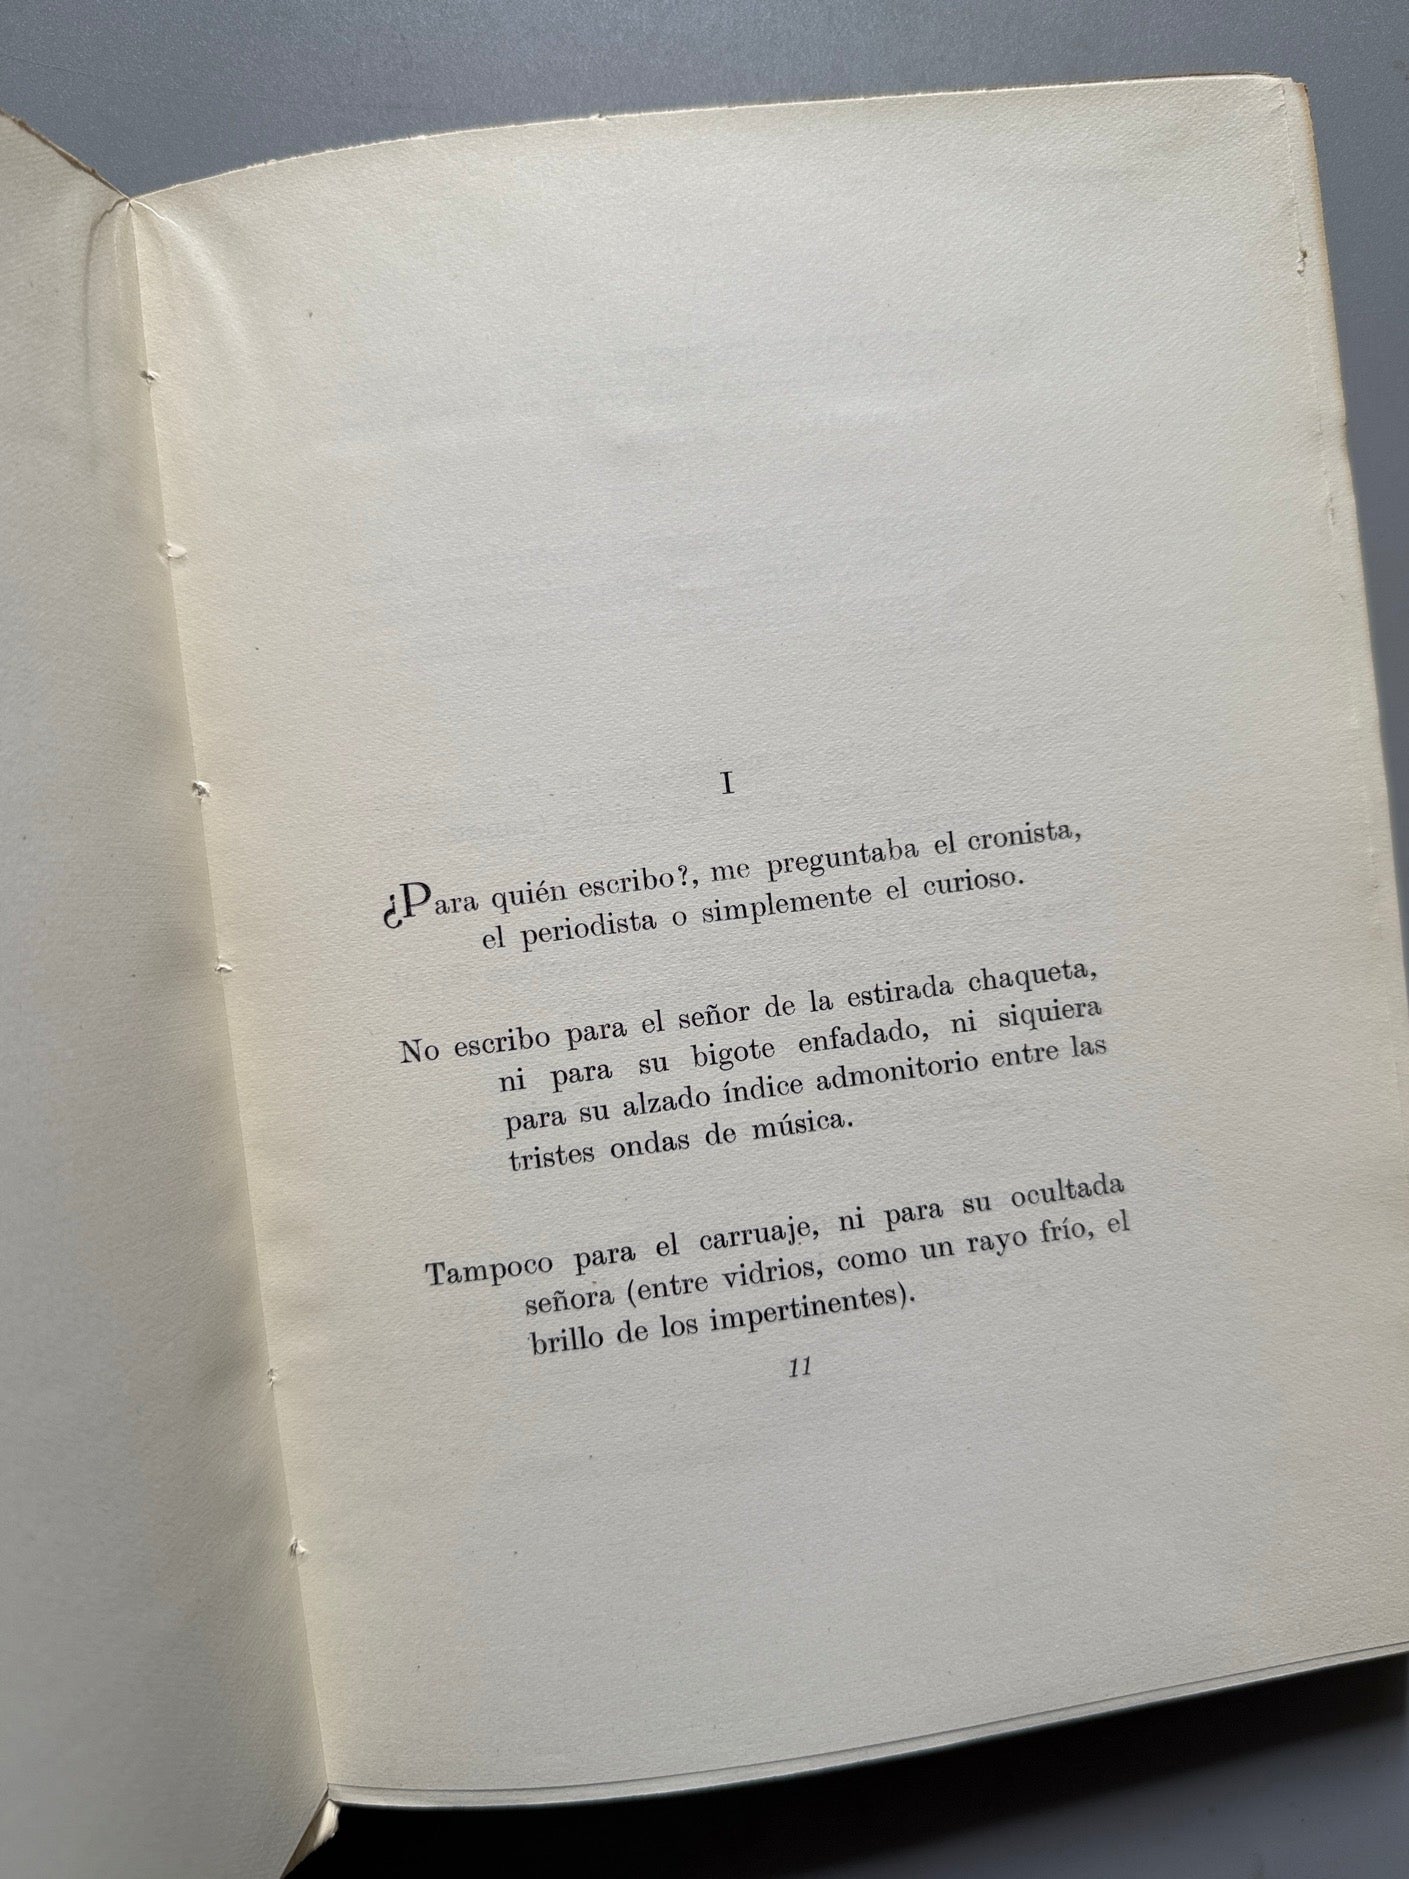 I
¿Para quién escribo?, me preguntaba el cronista,
el periodista o simplemente el curioso.
No escribo para el señor de la estirada chaqueta,
ni para su bigote enfadado, ni siquiera
para su alzado índice admonitorio entre las
tristes ondas de música.
Tampoco para el carruaje, ni para su ocultada
señora (entre vidrios, como un rayo frío, el
brillo de los impertinentes).
11